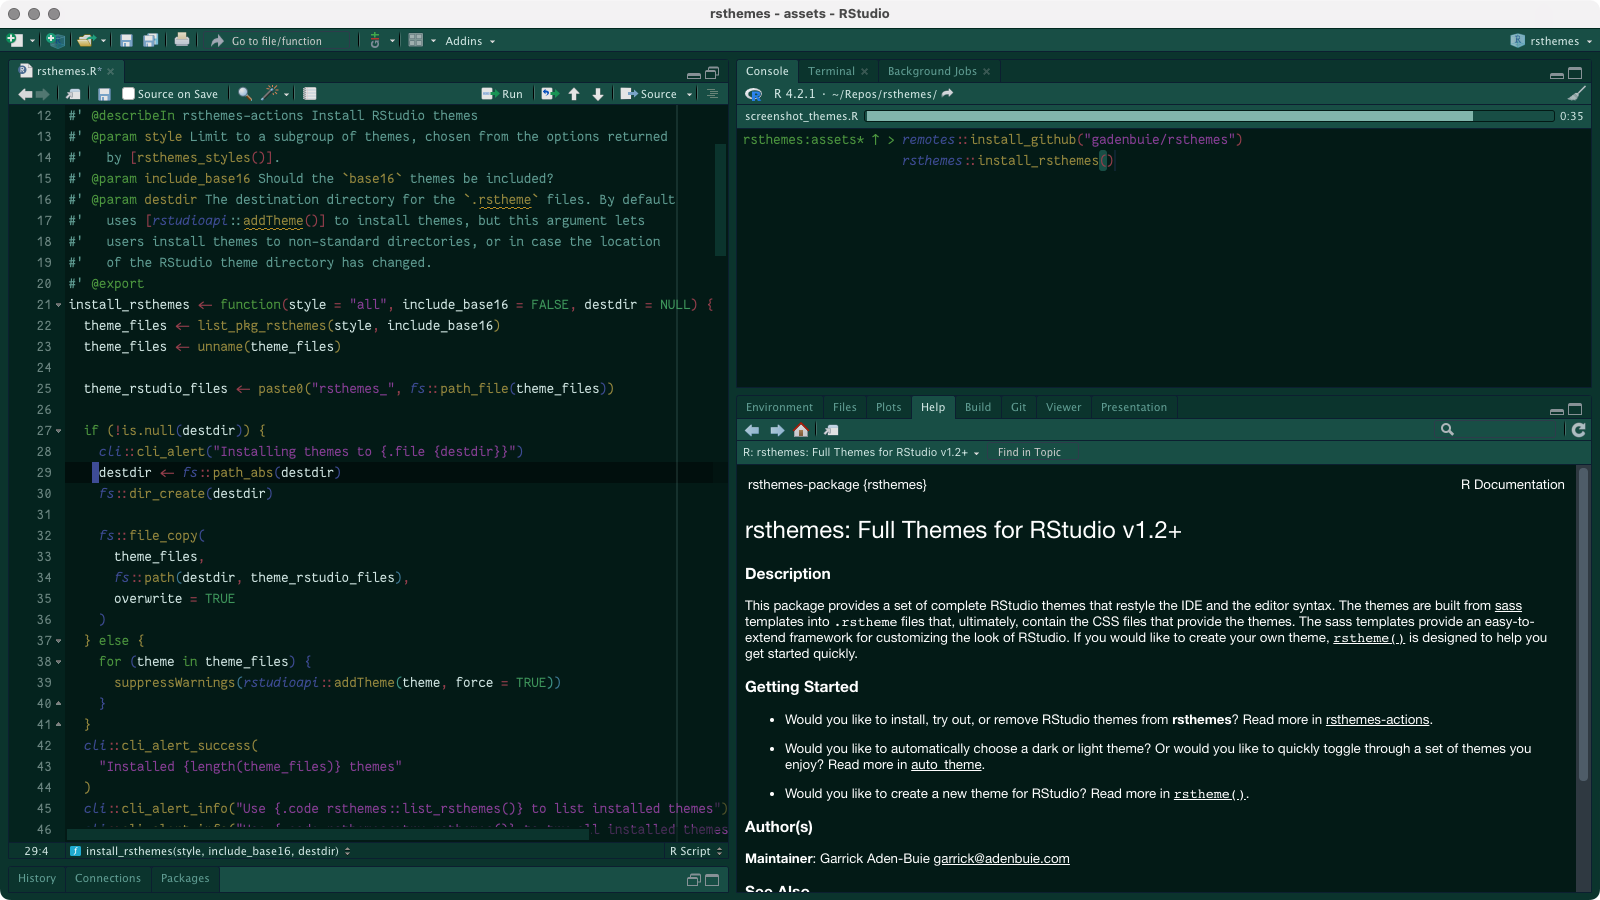 rsthemes - assets - RStudio
Go to file/function
Addins
rsthemes
rsthemes.R*
Source on Save
Run
Source
12 #' @describeIn rsthemes-actions Install RStudio themes
13 #' @param style Limit to a subgroup of themes, chosen from the options returned
14 #'   by [rsthemes_styles()].
15 #' @param include_base16 Should the `base16` themes be included?
16 #' @param destdir The destination directory for the `.rstheme` files. By default
17 #'   uses [rstudioapi::addTheme()] to install themes, but this argument lets
18 #'   users install themes to non-standard directories, or in case the location
19 #'   of the RStudio theme directory has changed.
20 #' @export
21 install_rsthemes <- function(style = "all", include_base16 = FALSE, destdir = NULL) {
22   theme_files <- list_pkg_rsthemes(style, include_base16)
23   theme_files <- unname(theme_files)
24
25   theme_rstudio_files <- paste0("rsthemes_", fs::path_file(theme_files))
26
27   if (!is.null(destdir)) {
28     cli::cli_alert("Installing themes to {.file {destdir}}")
29     destdir <- fs::path_abs(destdir)
30     fs::dir_create(destdir)
31
32     fs::file_copy(
33       theme_files,
34       fs::path(destdir, theme_rstudio_files),
35       overwrite = TRUE
36     )
37   } else {
38     for (theme in theme_files) {
39       suppressWarnings(rstudioapi::addTheme(theme, force = TRUE))
40     }
41   }
42   cli::cli_alert_success(
43     "Installed {length(theme_files)} themes"
44   )
45   cli::cli_alert_info("Use {.code rsthemes::list_rsthemes()} to list installed themes")
46
29:4
install_rsthemes(style, include_base16, destdir)
R Script
History
Connections
Packages
Console
Terminal
Background Jobs
R 4.2.1 · ~/Repos/rsthemes/
screenshot_themes.R
0:35
rsthemes:assets* ↑ > remotes::install_github("gadenbuie/rsthemes")
rsthemes::install_rsthemes()
Environment
Files
Plots
Help
Build
Git
Viewer
Presentation
R: rsthemes: Full Themes for RStudio v1.2+
Find in Topic
rsthemes-package {rsthemes}
R Documentation
rsthemes: Full Themes for RStudio v1.2+
Description
This package provides a set of complete RStudio themes that restyle the IDE and the editor syntax. The themes are built from sass
templates into .rstheme files that, ultimately, contain the CSS files that provide the themes. The sass templates provide an easy-to-
extend framework for customizing the look of RStudio. If you would like to create your own theme, rstheme() is designed to help you
get started quickly.
Getting Started
• Would you like to install, try out, or remove RStudio themes from rsthemes? Read more in rsthemes-actions.
• Would you like to automatically choose a dark or light theme? Or would you like to quickly toggle through a set of themes you
enjoy? Read more in auto_theme.
• Would you like to create a new theme for RStudio? Read more in rstheme().
Author(s)
Maintainer: Garrick Aden-Buie garrick@adenbuie.com
See Also